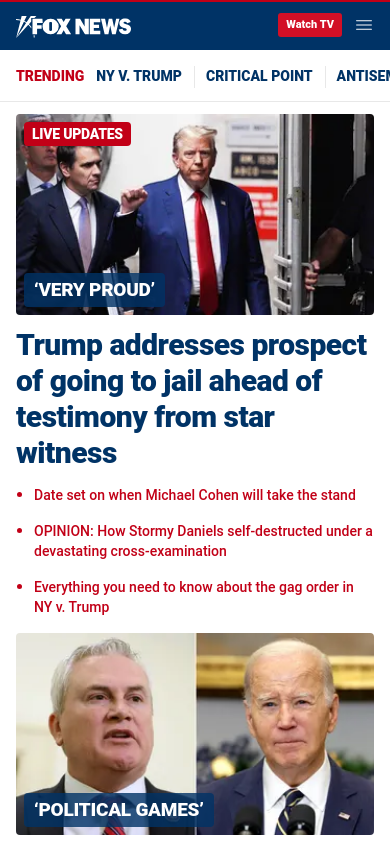 FOX NEWS
Watch TV
TRENDING NY V. TRUMP CRITICAL POINT ANTISEM
LIVE UPDATES
‘VERY PROUD’
Trump addresses prospect
of going to jail ahead of
testimony from star
witness
Date set on when Michael Cohen will take the stand
OPINION: How Stormy Daniels self-destructed under a
devastating cross-examination
Everything you need to know about the gag order in
NY v. Trump
‘POLITICAL GAMES’